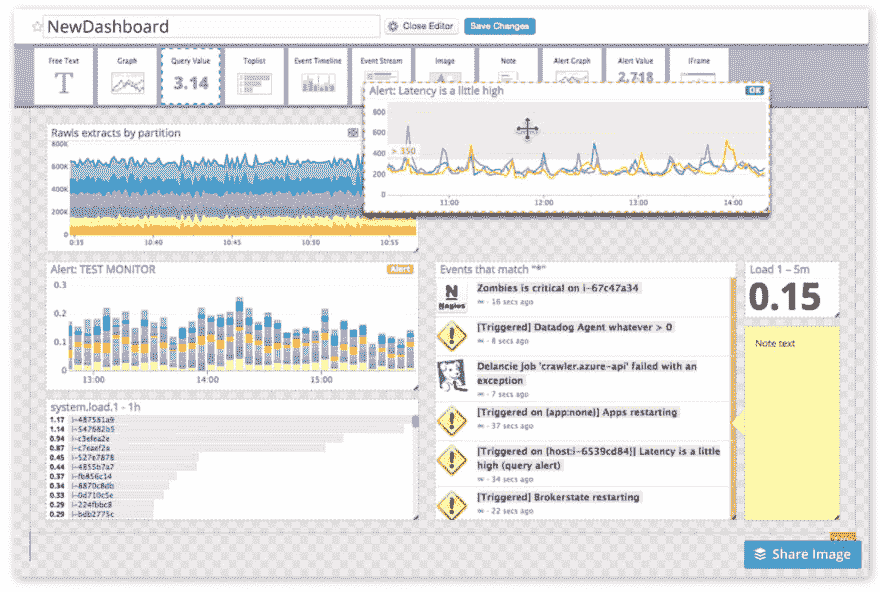 NewDashboard Close Editor Save Changes
Free Text Graph Query Value Toplist Event Timeline Event Stream Image Note Alert Graph Alert Value IFrame
T 3.14 2.718
Alert: Latency is a little high OK
800
600
> 350
400
200
0
11:00 12:00 13:00 14:00
Rawls extracts by partition
800K
600K
400K
200K
0
0:35 10:40 10:45 10:50 10:55
Alert: TEST MONITOR Alert
0.3
0.2
0.1
0
13:00 14:00 15:00
system.load.1 - 1h
1.17 i-487581a9
1.14 i-547682b5
0.94 i-c3efea2e
0.87 i-c7eaef2a
0.45 i-527e7878
0.44 i-4855b7a7
0.37 i-fb856c14
0.34 i-8870c8db
0.33 i-0d710c5e
0.29 i-224fbbc8
0.29 i-bdb2775c
Events that match "*"
Nagios
Zombies is critical on i-67c47a34
16 secs ago
[Triggered] Datadog Agent whatever > 0
8 secs ago
Delancie job 'crawler.azure-api' failed with an
exception
7 secs ago
[Triggered on {app:none}] Apps restarting
37 secs ago
[Triggered on {host:i-6539cd84}] Latency is a little
high (query alert)
34 secs ago
[Triggered] Brokerstate restarting
22 secs ago
Load 1 - 5m
0.15
Note text
Share Image